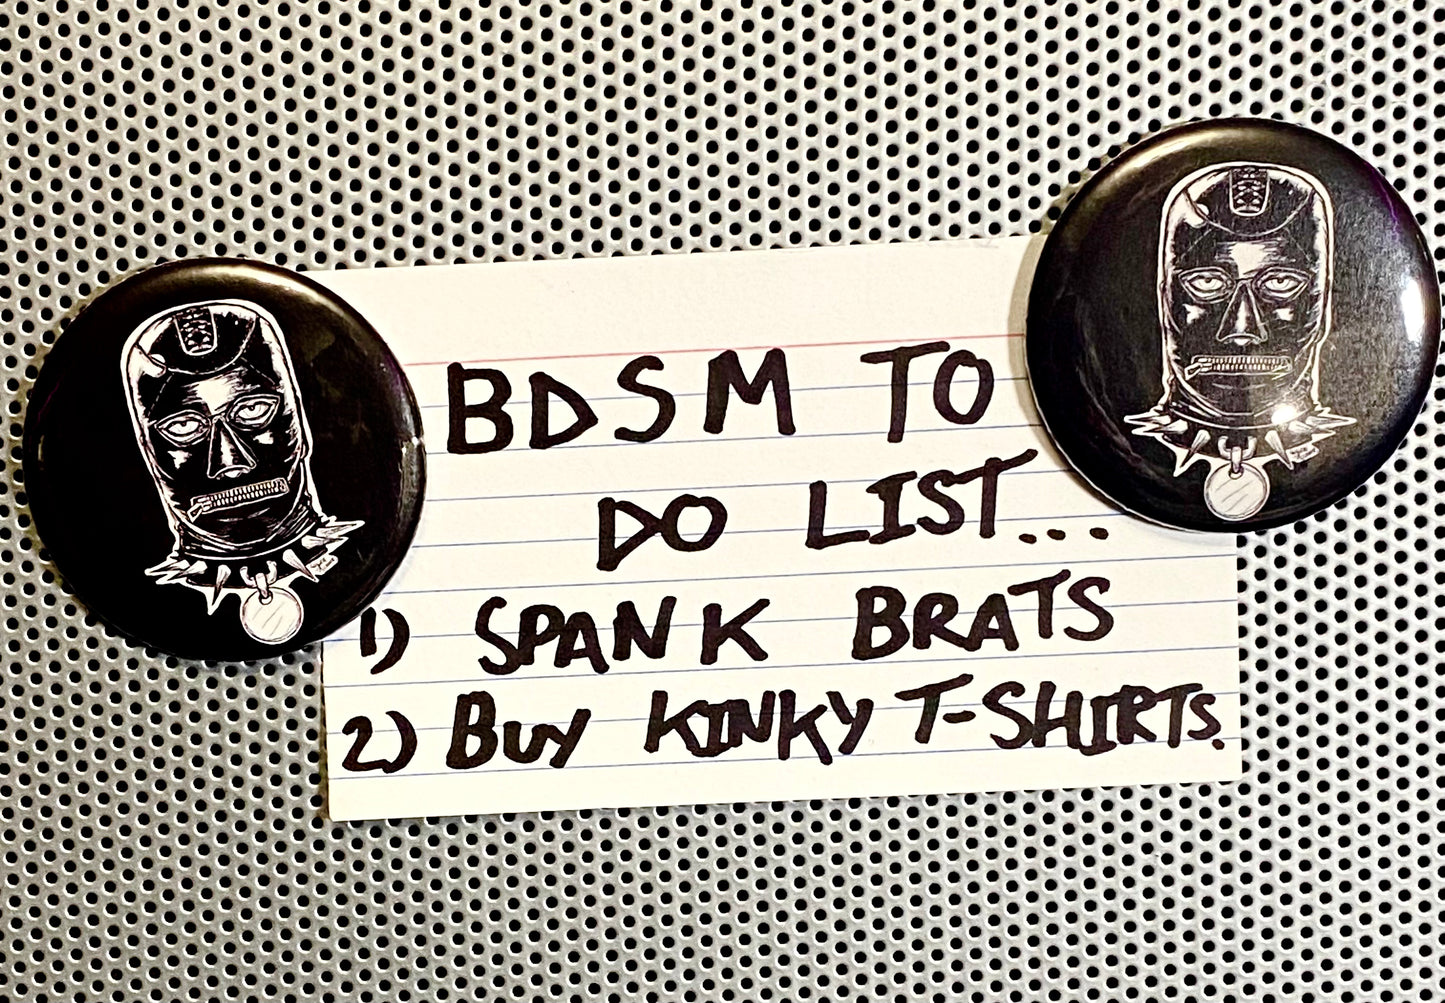 BDSM TO
DO LIST...
1) SPANK BRATS
2) BUY KINKY T-SHIRTS.